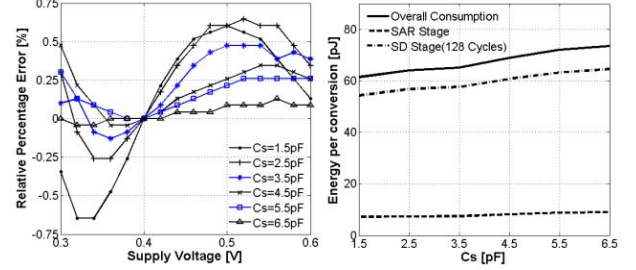 Relative Percentage Error [%]
0.75
0.5
0.25
0
-0.25
-0.5
-0.75
0.3
0.4
0.5
0.6
Supply Voltage [V]
Cs=1.5pF
Cs=2.5pF
Cs=3.5pF
Cs=4.5pF
Cs=5.5pF
Cs=6.5pF
Energy per conversion [pJ]
80
60
40
20
0
1.5
2.5
3.5
4.5
5.5
6.5
Cs [pF]
Overall Consumption
SAR Stage
SD Stage(128 Cycles)